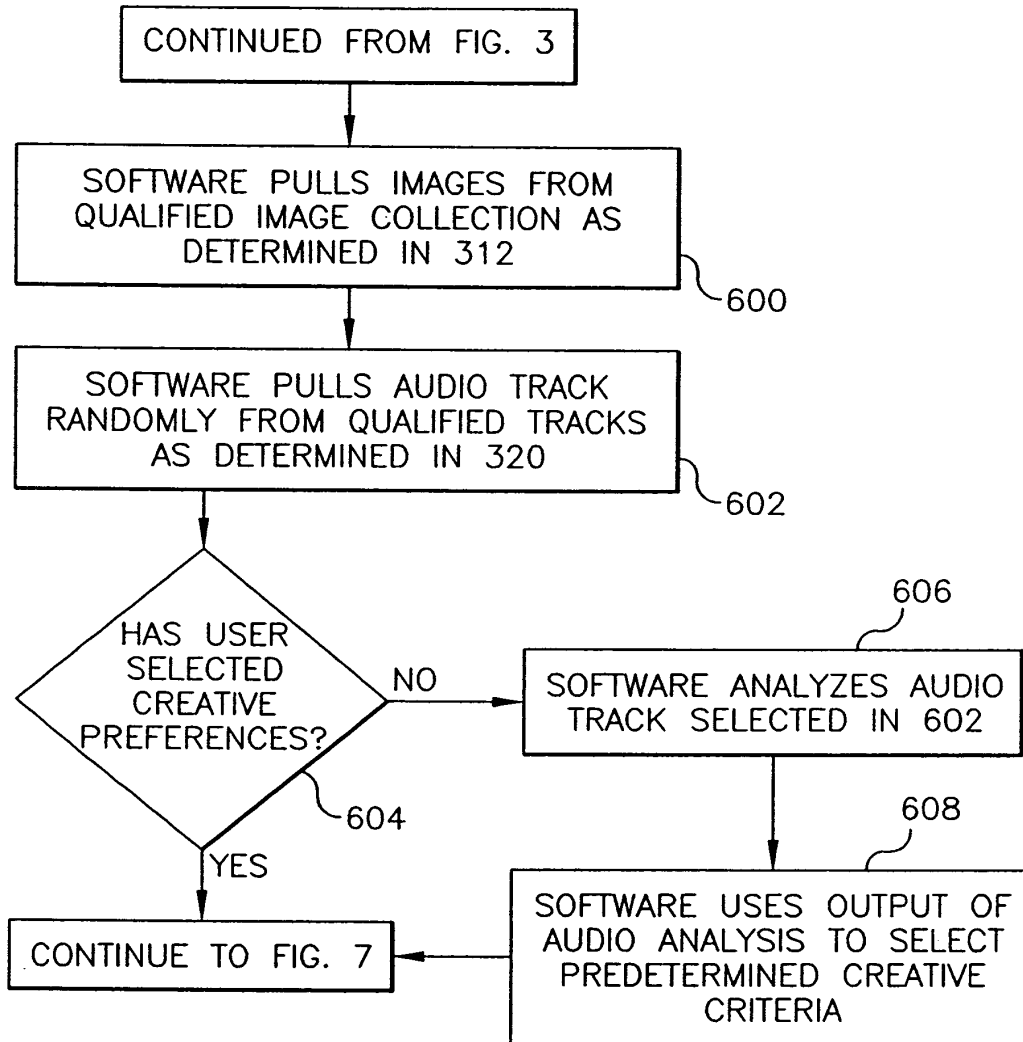 CONTINUED FROM FIG. 3
SOFTWARE PULLS IMAGES FROM
QUALIFIED IMAGE COLLECTION AS
DETERMINED IN 312
600
SOFTWARE PULLS AUDIO TRACK
RANDOMLY FROM QUALIFIED TRACKS
AS DETERMINED IN 320
602
HAS USER
SELECTED
CREATIVE
PREFERENCES?
604
NO
606
SOFTWARE ANALYZES AUDIO
TRACK SELECTED IN 602
608
SOFTWARE USES OUTPUT OF
AUDIO ANALYSIS TO SELECT
PREDETERMINED CREATIVE
CRITERIA
YES
CONTINUE TO FIG. 7